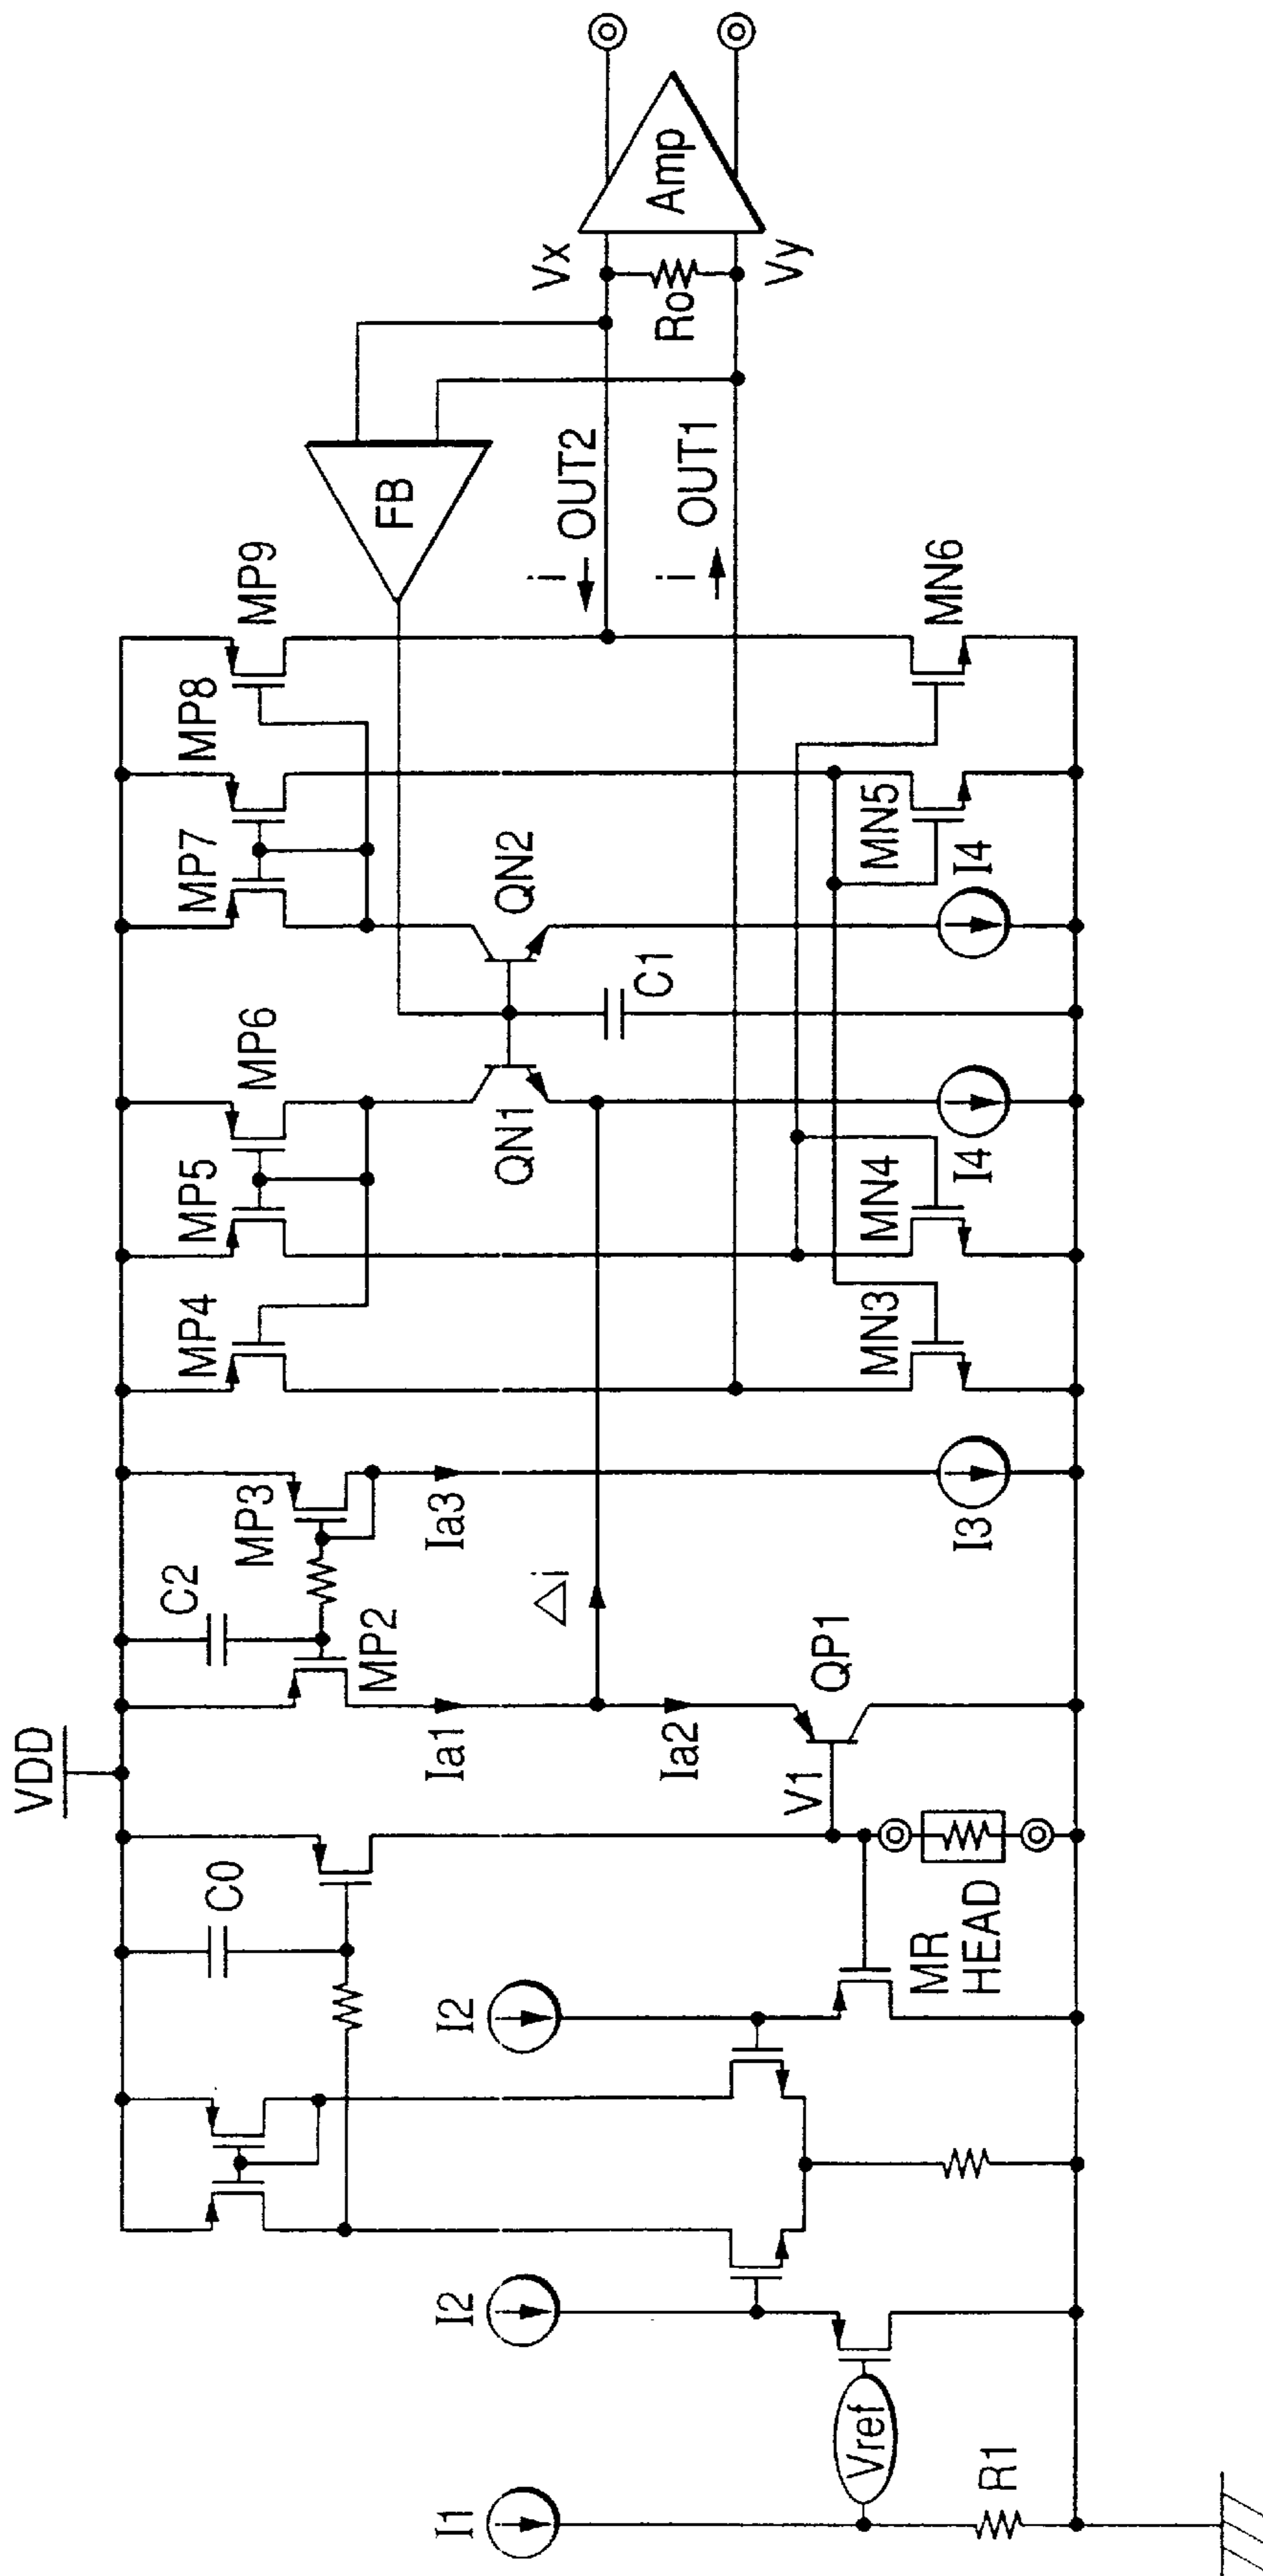 VDD
C0
C2
MP3
MP2
MP4
MP5
MP6
MP7
MP8
MP9
FB
Vx
Amp
Ro
Vy
I1
I2
I2
Ia1
Ia3
△i
Ia2
QN1
QN2
C1
i
OUT2
i
OUT1
Vref
R1
MR
HEAD
V1
QP1
I3
MN3
MN4
I4
MN5
I4
MN6